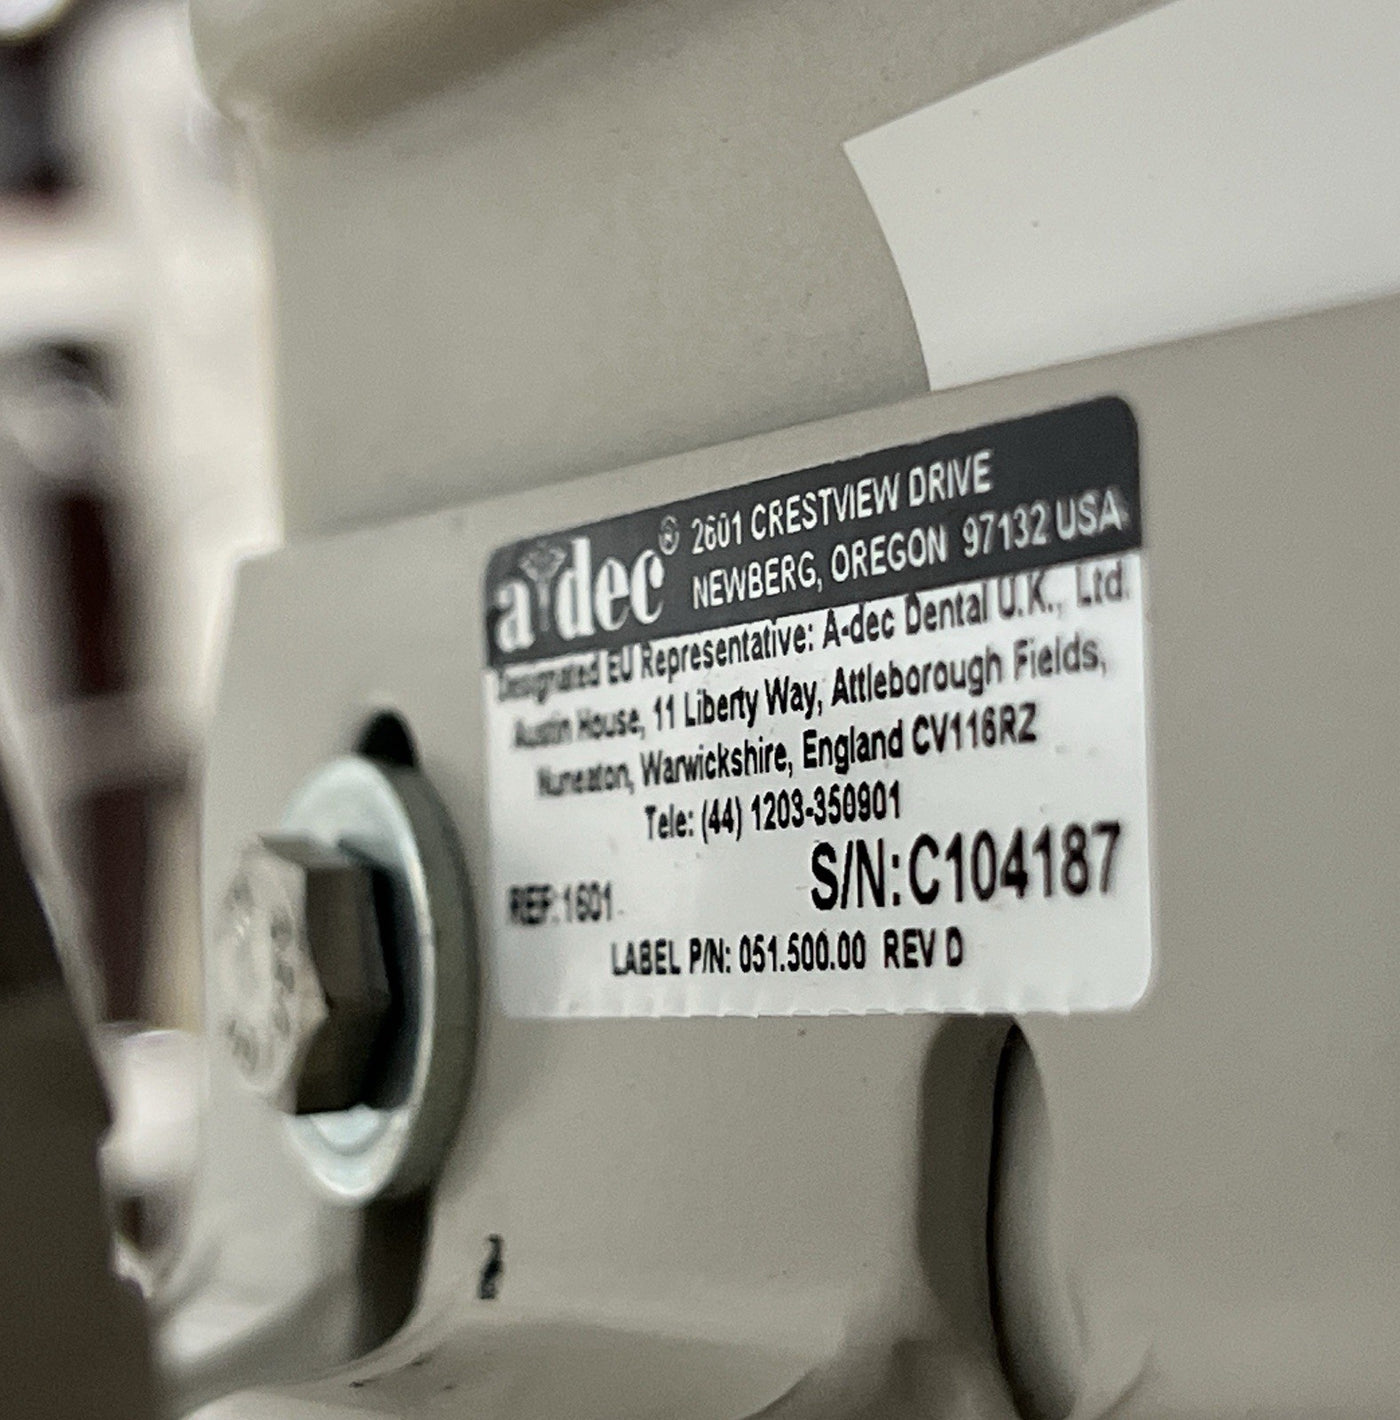 a dec® 2601 CRESTVIEW DRIVE
NEWBERG, OREGON 97132 USA
Designated EU Representative: A-dec Dental U.K., Ltd.
Austin House, 11 Liberty Way, Attleborough Fields,
Nuneaton, Warwickshire, England CV116RZ
Tele: (44) 1203-350901
S/N:C104187
REF:1601
LABEL P/N: 051.500.00 REV D